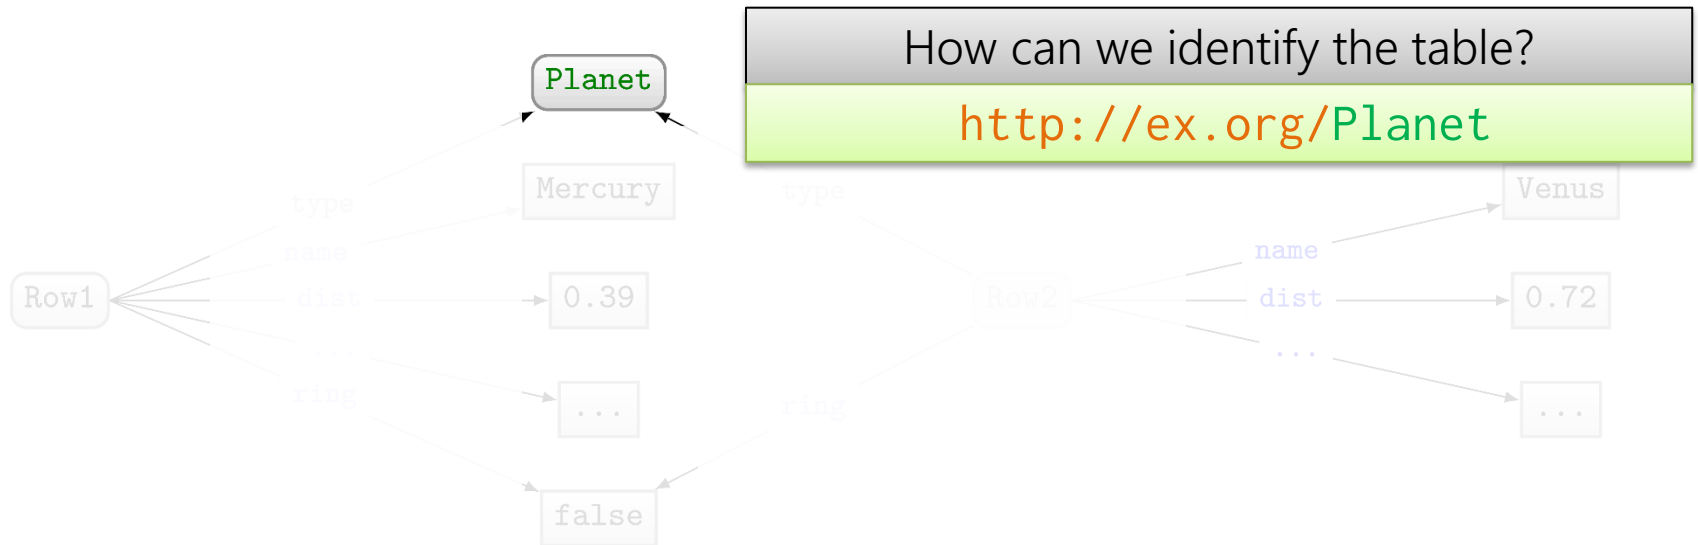 How can we identify the table?
http://ex.org/Planet
Planet
Mercury
Venus
type
type
name
name
Row1
dist
0.39
Row2
dist
0.72
...
...
ring
...
ring
...
false